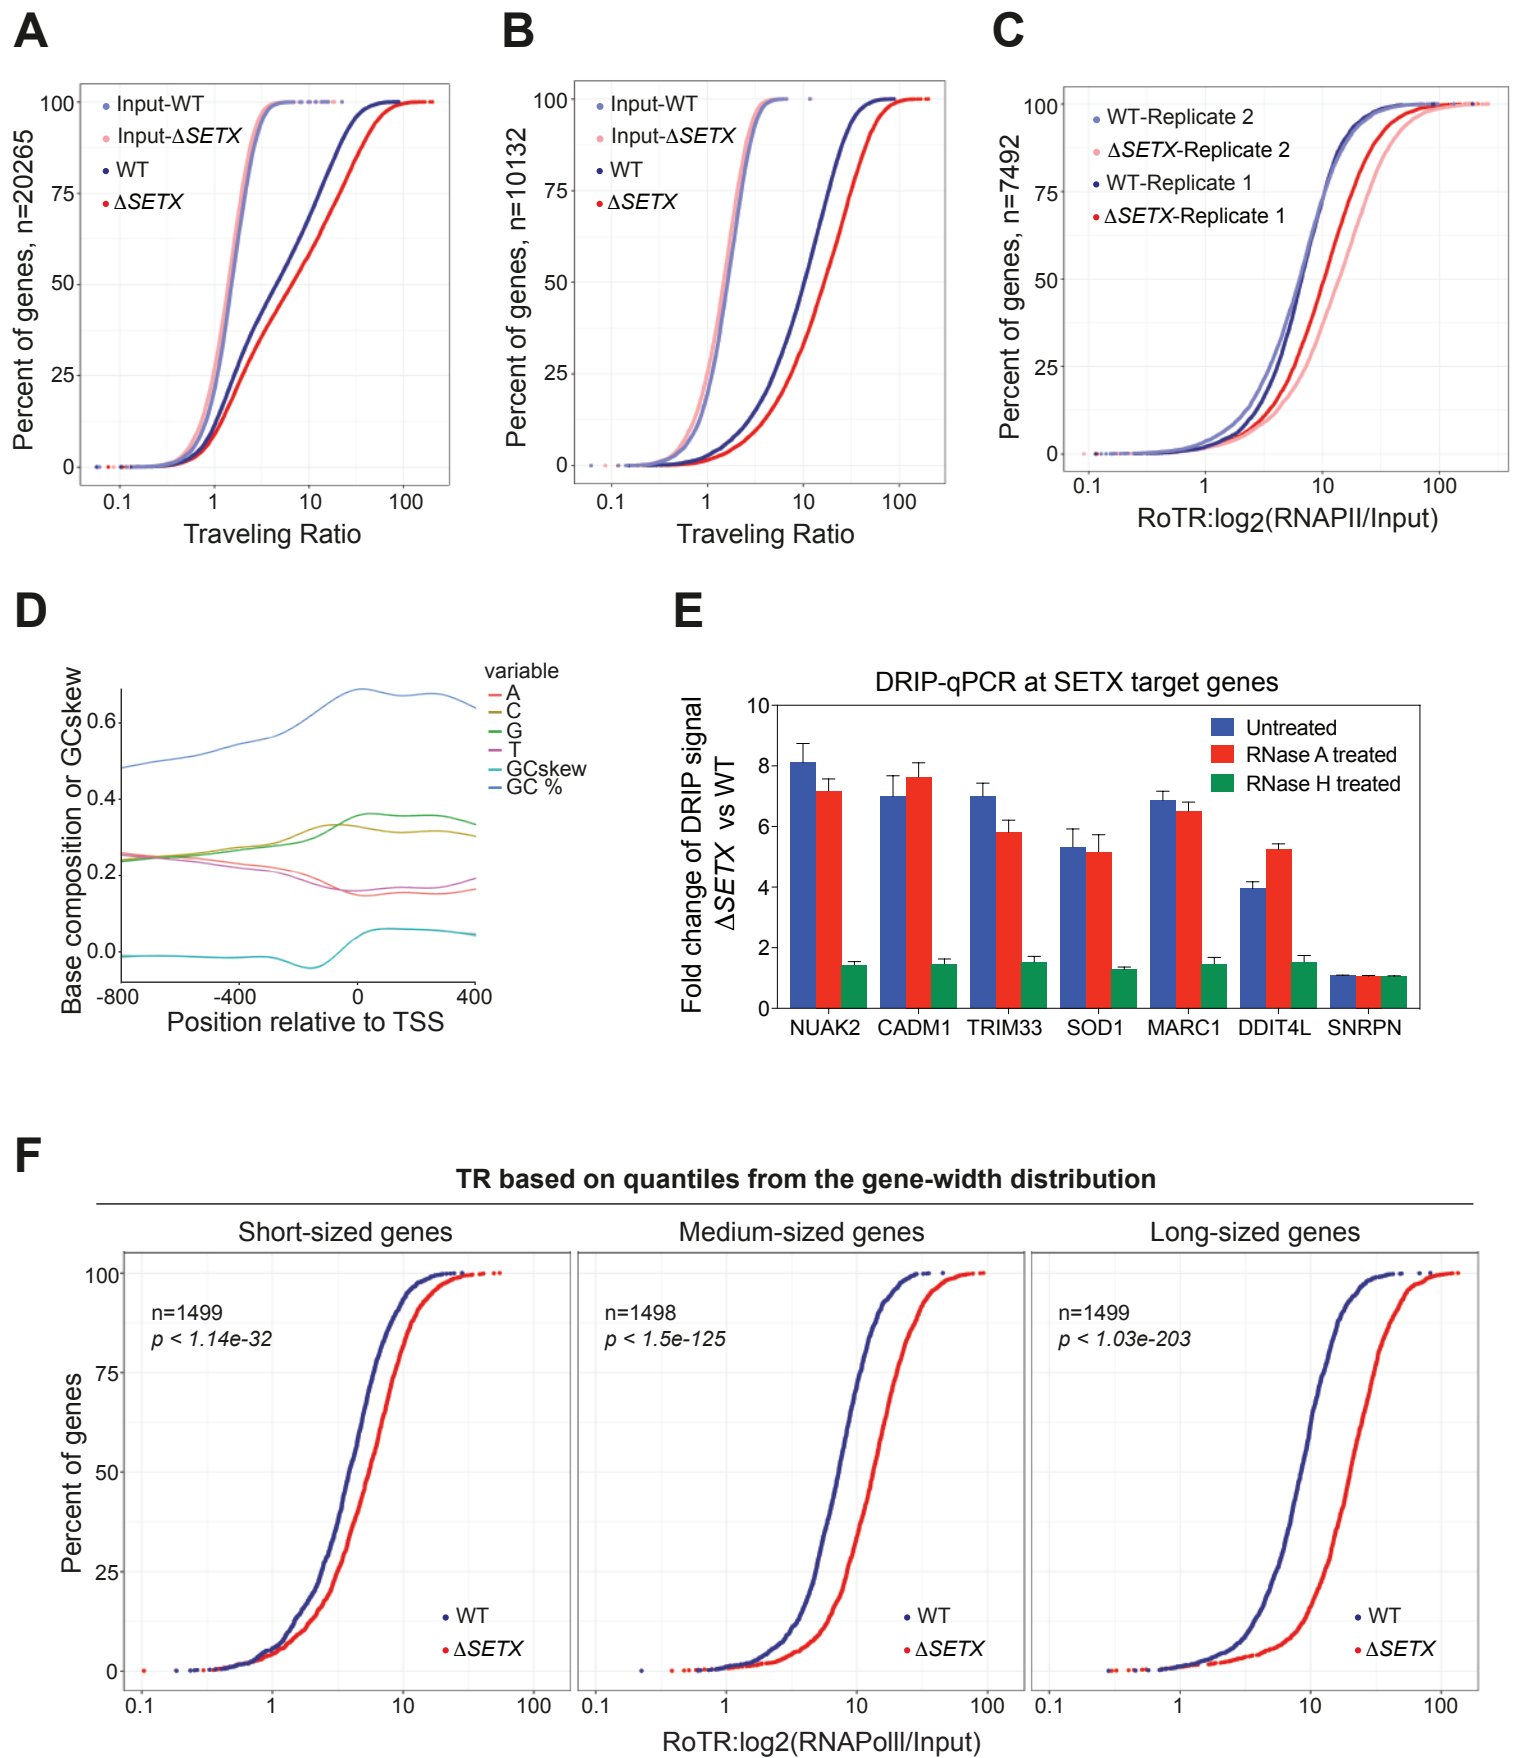 A
Percent of genes, n=20265
100
75
50
25
0
Input-WT
Input-ΔSETX
WT
ΔSETX
0.1 1 10 100
Traveling Ratio
B
Percent of genes, n=10132
100
75
50
25
0
Input-WT
Input-ΔSETX
WT
ΔSETX
0.1 1 10 100
Traveling Ratio
C
Percent of genes, n=7492
100
75
50
25
0
WT-Replicate 2
ΔSETX-Replicate 2
WT-Replicate 1
ΔSETX-Replicate 1
0.1 1 10 100
RoTR:log2(RNAPII/Input)
D
Base composition or GCskew
0.6
0.4
0.2
0.0
-800 -400 0 400
Position relative to TSS
variable
A
C
G
T
GCskew
GC %
E
DRIP-qPCR at SETX target genes
Fold change of DRIP signal
ΔSETX vs WT
10
8
6
4
2
0
Untreated
RNase A treated
RNase H treated
NUAK2 CADM1 TRIM33 SOD1 MARC1 DDIT4L SNRPN
F
TR based on quantiles from the gene-width distribution
Short-sized genes Medium-sized genes Long-sized genes
Percent of genes
100
75
50
25
0
n=1499
p < 1.14e-32
WT
ΔSETX
0.1 1 10 100
n=1498
p < 1.5e-125
WT
ΔSETX
0.1 1 10 100
n=1499
p < 1.03e-203
WT
ΔSETX
0.1 1 10 100
RoTR:log2(RNAPolII/Input)